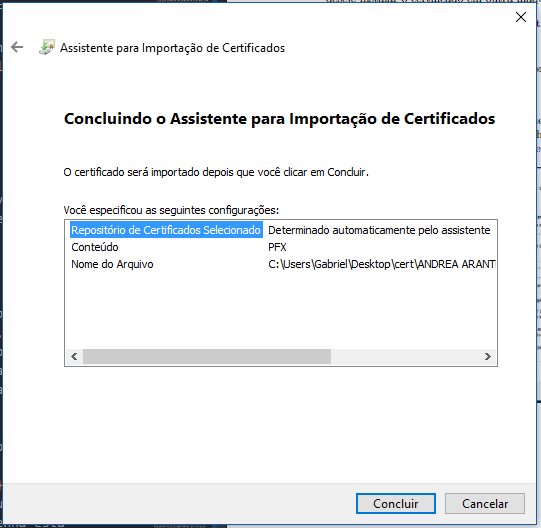 Assistente para Importação de Certificados
Concluindo o Assistente para Importação de Certificados
O certificado será importado depois que você clicar em Concluir.
Você especificou as seguintes configurações:
Repositório de Certificados Selecionado Determinado automaticamente pelo assistente
Conteúdo PFX
Nome do Arquivo C:\Users\Gabriel\Desktop\cert\ANDREA ARANT
Concluir Cancelar